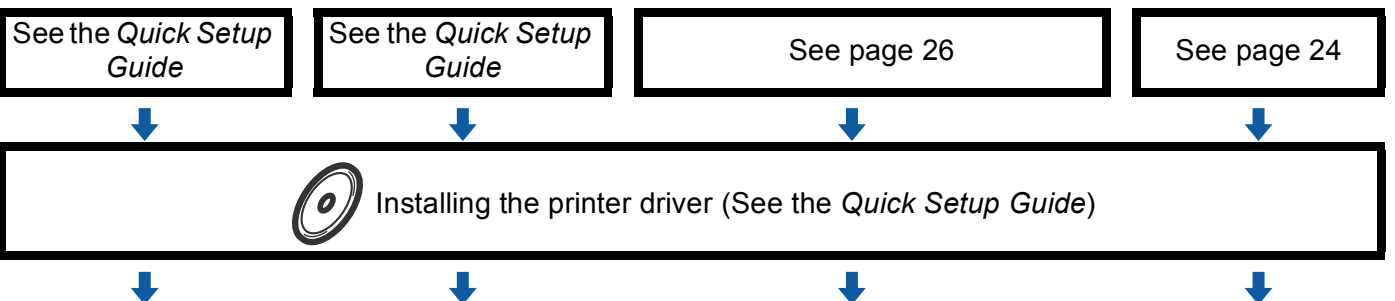 See the Quick Setup
Guide
See the Quick Setup
Guide
See page 26
See page 24
Installing the printer driver (See the Quick Setup Guide)